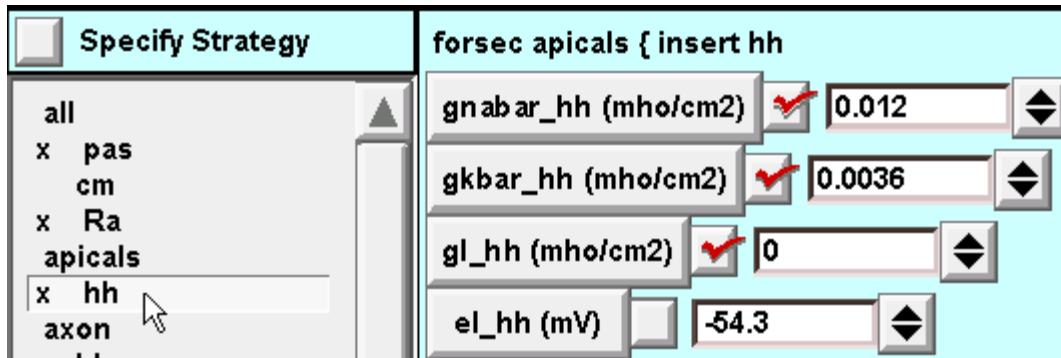 Specify Strategy
all
x pas
cm
x Ra
apicals
x hh
axon
forsec apicals { insert hh
gnabar_hh (mho/cm2) 0.012
gkbar_hh (mho/cm2) 0.0036
gl_hh (mho/cm2) 0
el_hh (mV) -54.3